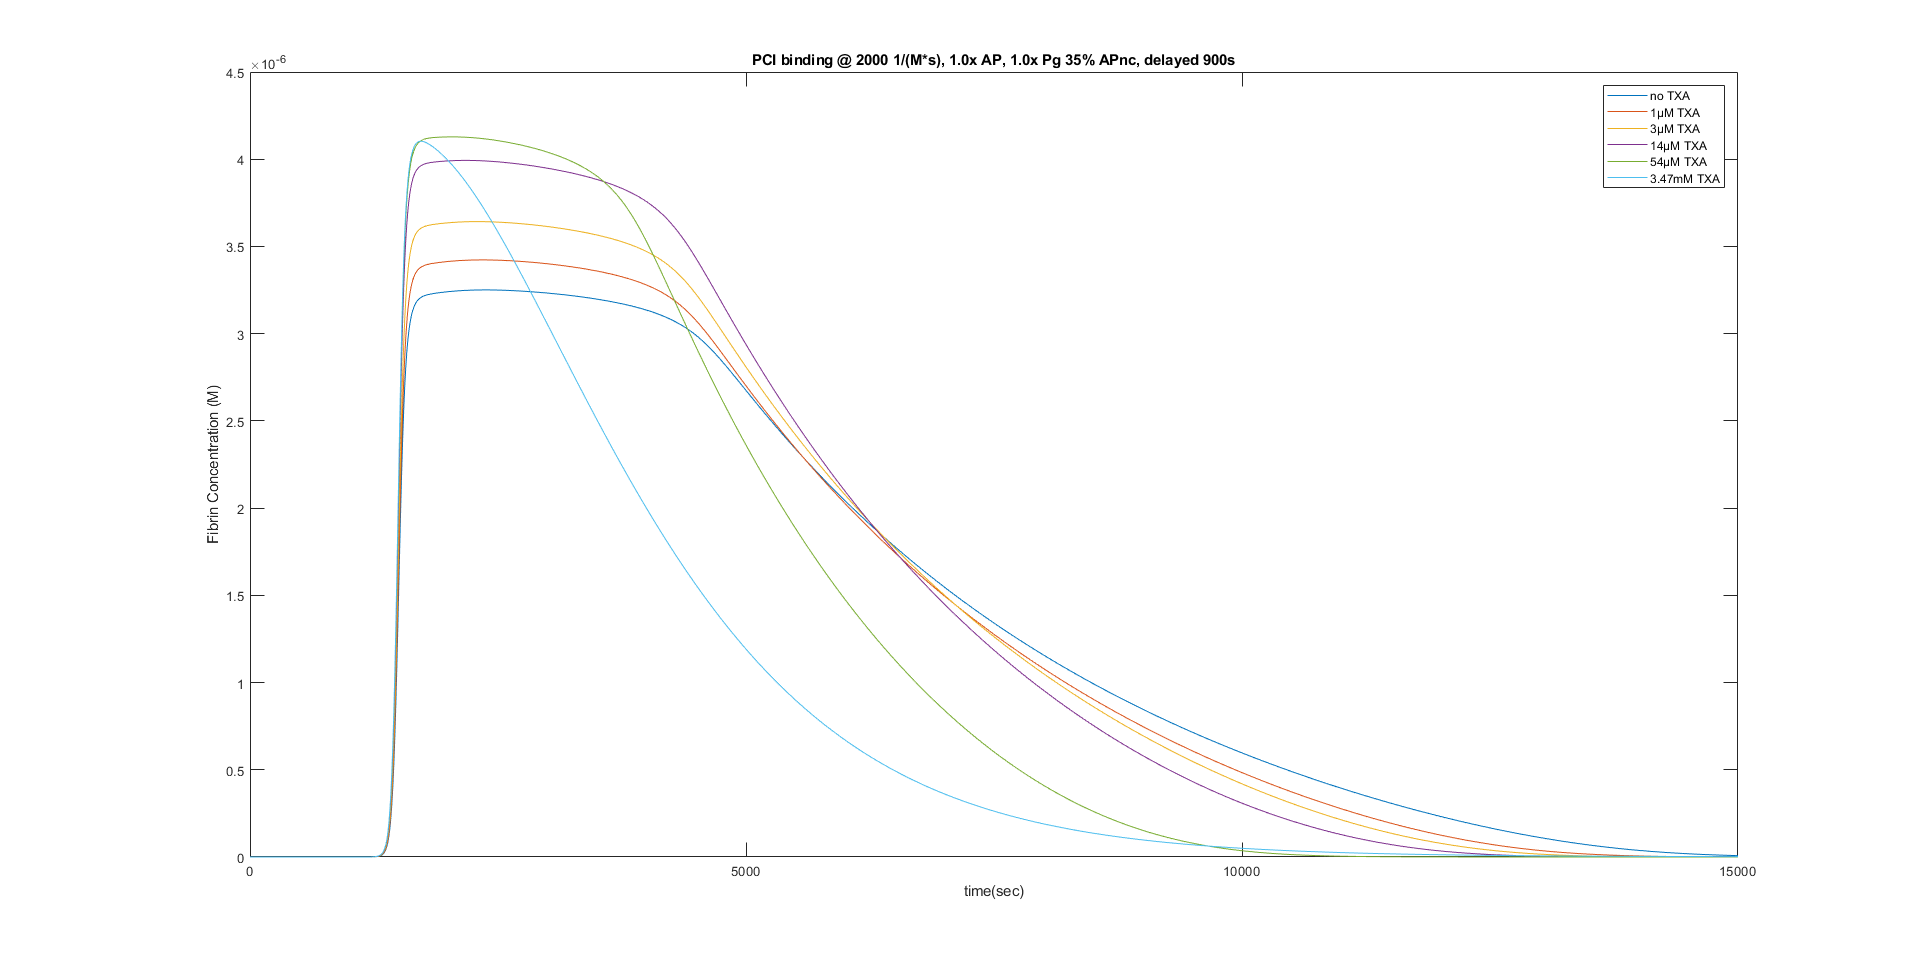 PCI binding @ 2000 1/(M*s), 1.0x AP, 1.0x Pg 35% APnc, delayed 900s
×10⁻⁶
4.5
4
3.5
3
2.5
2
1.5
1
0.5
0
Fibrin Concentration (M)
no TXA
1µM TXA
3µM TXA
14µM TXA
54µM TXA
3.47mM TXA
0 5000 10000 15000
time(sec)